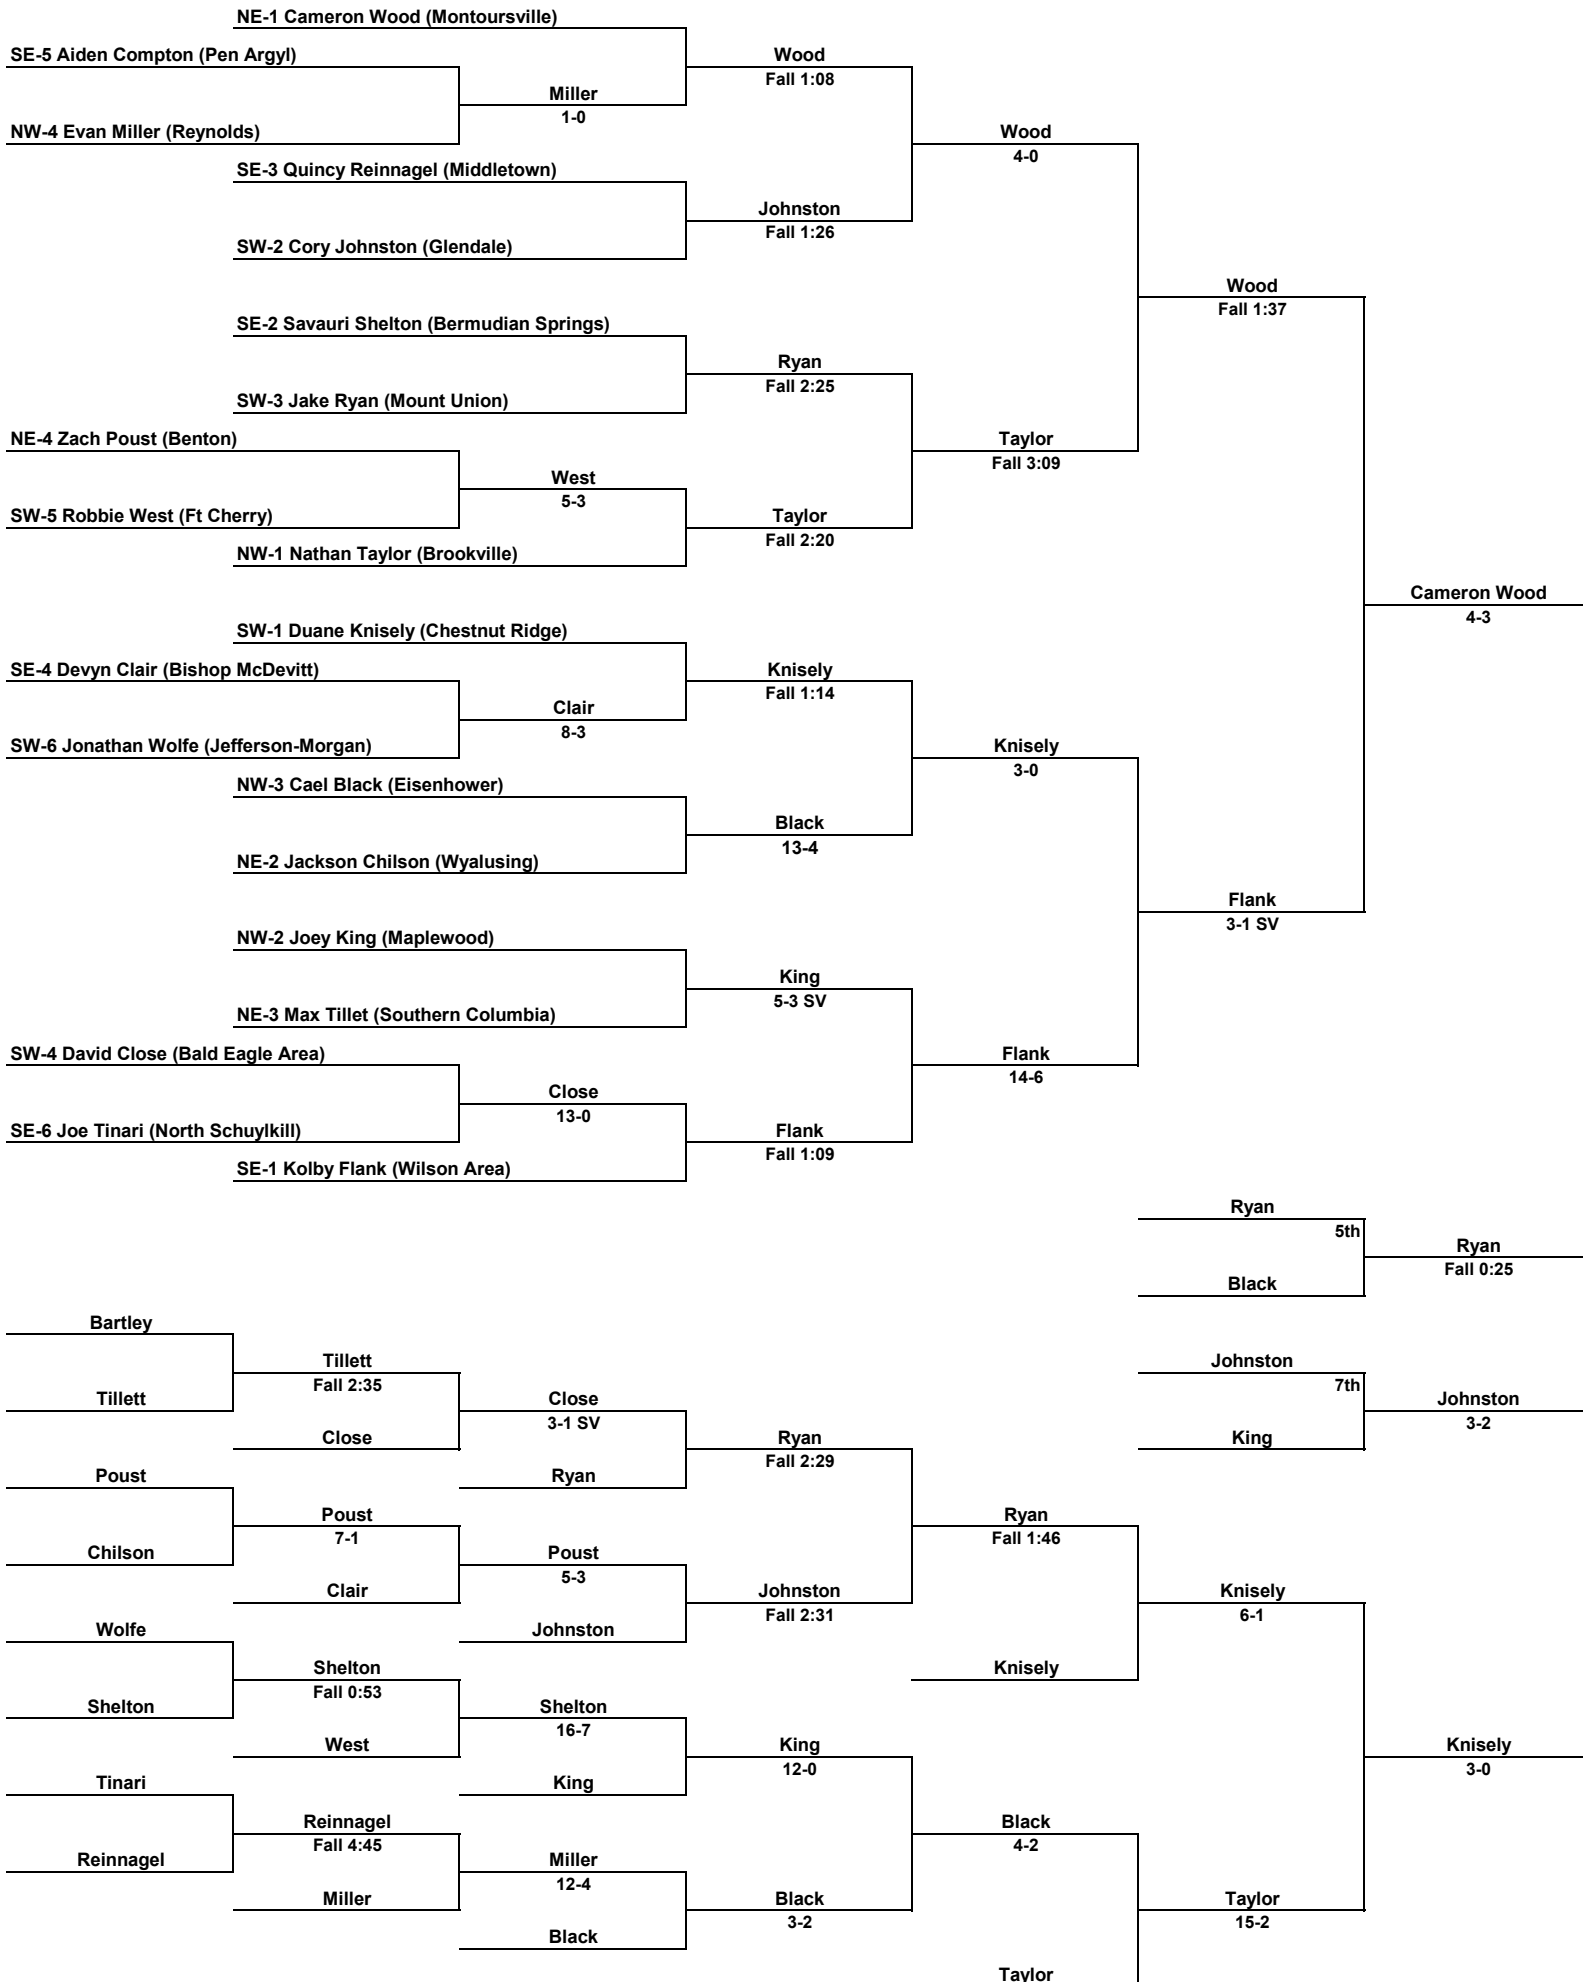 NE-1 Cameron Wood (Montoursville)
SE-5 Aiden Compton (Pen Argyl)
Wood
Fall 1:08
Miller
1-0
NW-4 Evan Miller (Reynolds)
Wood
4-0
SE-3 Quincy Reinnagel (Middletown)
Johnston
Fall 1:26
SW-2 Cory Johnston (Glendale)
Wood
Fall 1:37
SE-2 Savauri Shelton (Bermudian Springs)
Ryan
Fall 2:25
SW-3 Jake Ryan (Mount Union)
NE-4 Zach Poust (Benton)
Taylor
Fall 3:09
West
5-3
SW-5 Robbie West (Ft Cherry)
Taylor
Fall 2:20
NW-1 Nathan Taylor (Brookville)
Cameron Wood
4-3
SW-1 Duane Knisely (Chestnut Ridge)
SE-4 Devyn Clair (Bishop McDevitt)
Knisely
Fall 1:14
Clair
8-3
SW-6 Jonathan Wolfe (Jefferson-Morgan)
Knisely
3-0
NW-3 Cael Black (Eisenhower)
Black
13-4
NE-2 Jackson Chilson (Wyalusing)
Flank
3-1 SV
NW-2 Joey King (Maplewood)
King
5-3 SV
NE-3 Max Tillet (Southern Columbia)
SW-4 David Close (Bald Eagle Area)
Flank
14-6
Close
13-0
SE-6 Joe Tinari (North Schuylkill)
Flank
Fall 1:09
SE-1 Kolby Flank (Wilson Area)
Ryan
5th
Ryan
Fall 0:25
Black
Bartley
Tillett
Fall 2:35
Johnston
7th
Tillett
Close
3-1 SV
Johnston
3-2
Close
Ryan
Fall 2:29
King
Poust
Ryan
Poust
7-1
Ryan
Fall 1:46
Chilson
Poust
5-3
Clair
Johnston
Fall 2:31
Knisely
6-1
Wolfe
Johnston
Shelton
Fall 0:53
Knisely
Shelton
Shelton
16-7
West
King
12-0
Knisely
3-0
Tinari
King
Reinnagel
Fall 4:45
Black
4-2
Reinnagel
Miller
12-4
Miller
Black
3-2
Taylor
15-2
Black
Taylor